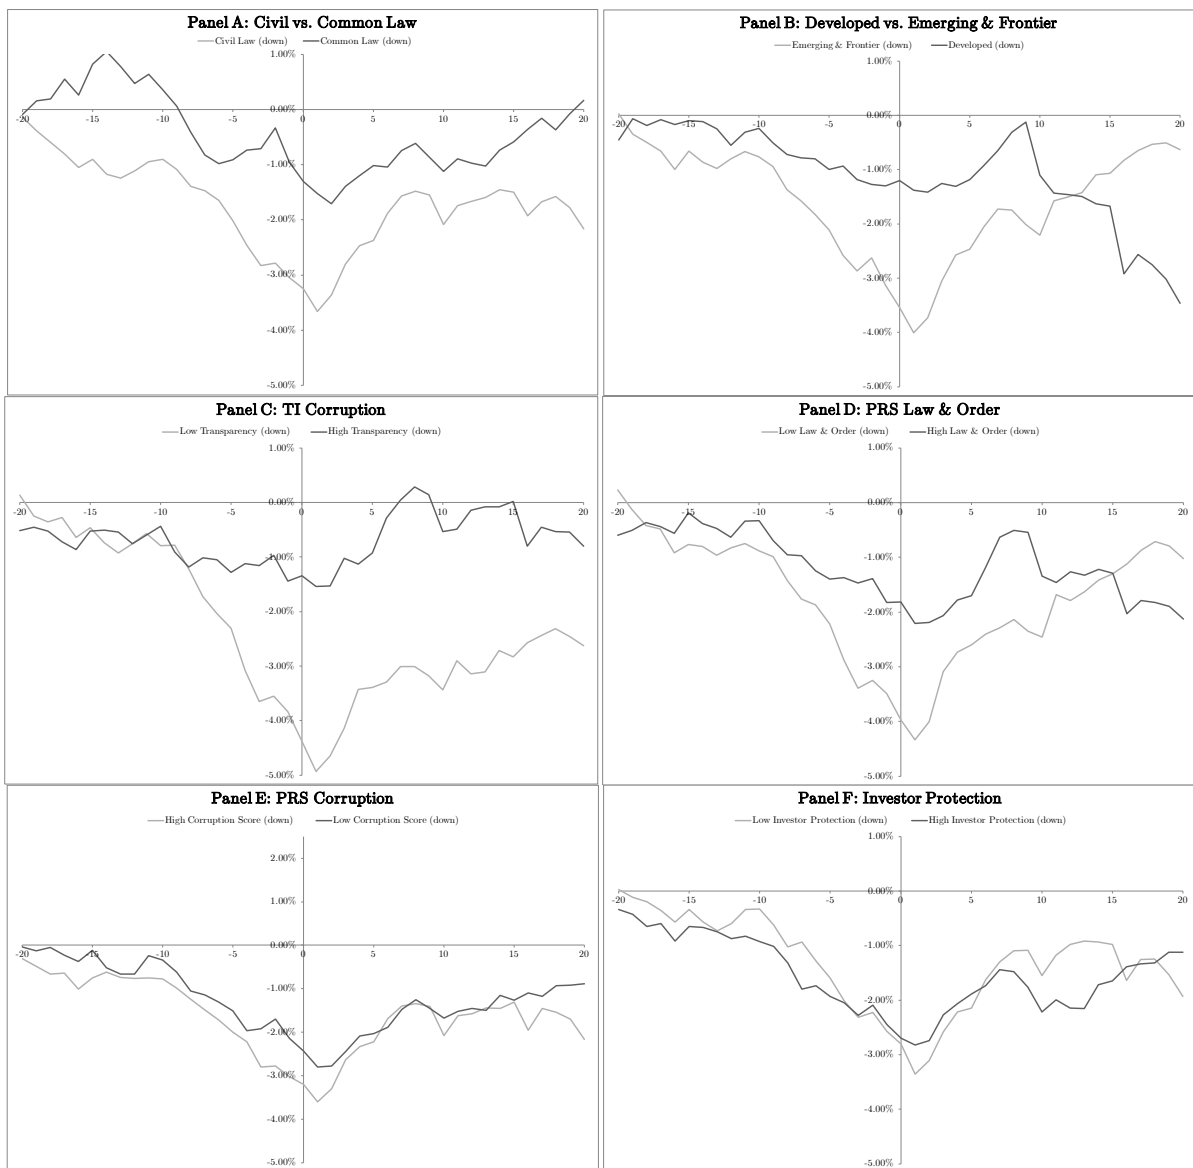 Panel A: Civil vs. Common Law
Civil Law (down) Common Law (down)
1.00%
0.00%
-20 -15 -10 -5 0 5 10 15 20
-1.00%
-2.00%
-3.00%
-4.00%
-5.00%
Panel B: Developed vs. Emerging & Frontier
Emerging & Frontier (down) Developed (down)
1.00%
0.00%
-20 -15 -10 -5 0 5 10 15 20
-1.00%
-2.00%
-3.00%
-4.00%
-5.00%
Panel C: TI Corruption
Low Transparency (down) High Transparency (down)
1.00%
0.00%
-20 -15 -10 -5 0 5 10 15 20
-1.00%
-2.00%
-3.00%
-4.00%
-5.00%
Panel D: PRS Law & Order
Low Law & Order (down) High Law & Order (down)
1.00%
0.00%
-20 -15 -10 -5 0 5 10 15 20
-1.00%
-2.00%
-3.00%
-4.00%
-5.00%
Panel E: PRS Corruption
High Corruption Score (down) Low Corruption Score (down)
2.00%
1.00%
0.00%
-20 -15 -10 -5 0 5 10 15 20
-1.00%
-2.00%
-3.00%
-4.00%
-5.00%
Panel F: Investor Protection
Low Investor Protection (down) High Investor Protection (down)
1.00%
0.00%
-20 -15 -10 -5 0 5 10 15 20
-1.00%
-2.00%
-3.00%
-4.00%
-5.00%